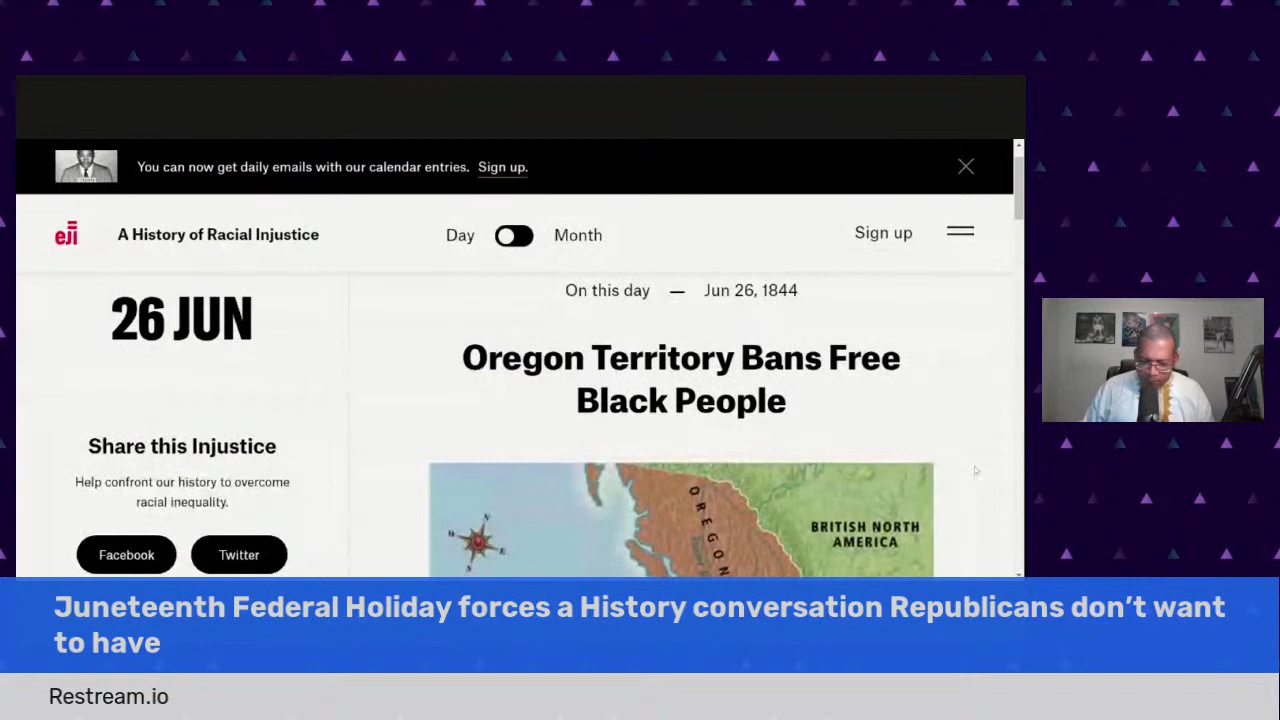 You can now get daily emails with our calendar entries. Sign up.
eji
A History of Racial Injustice
Day
Month
Sign up
26 JUN
On this day — Jun 26, 1844
Oregon Territory Bans Free
Black People
Share this Injustice
Help confront our history to overcome
racial inequality.
Facebook
Twitter
N
E
OREGON
BRITISH NORTH
AMERICA
Juneteenth Federal Holiday forces a History conversation Republicans don’t want
to have
Restream.io